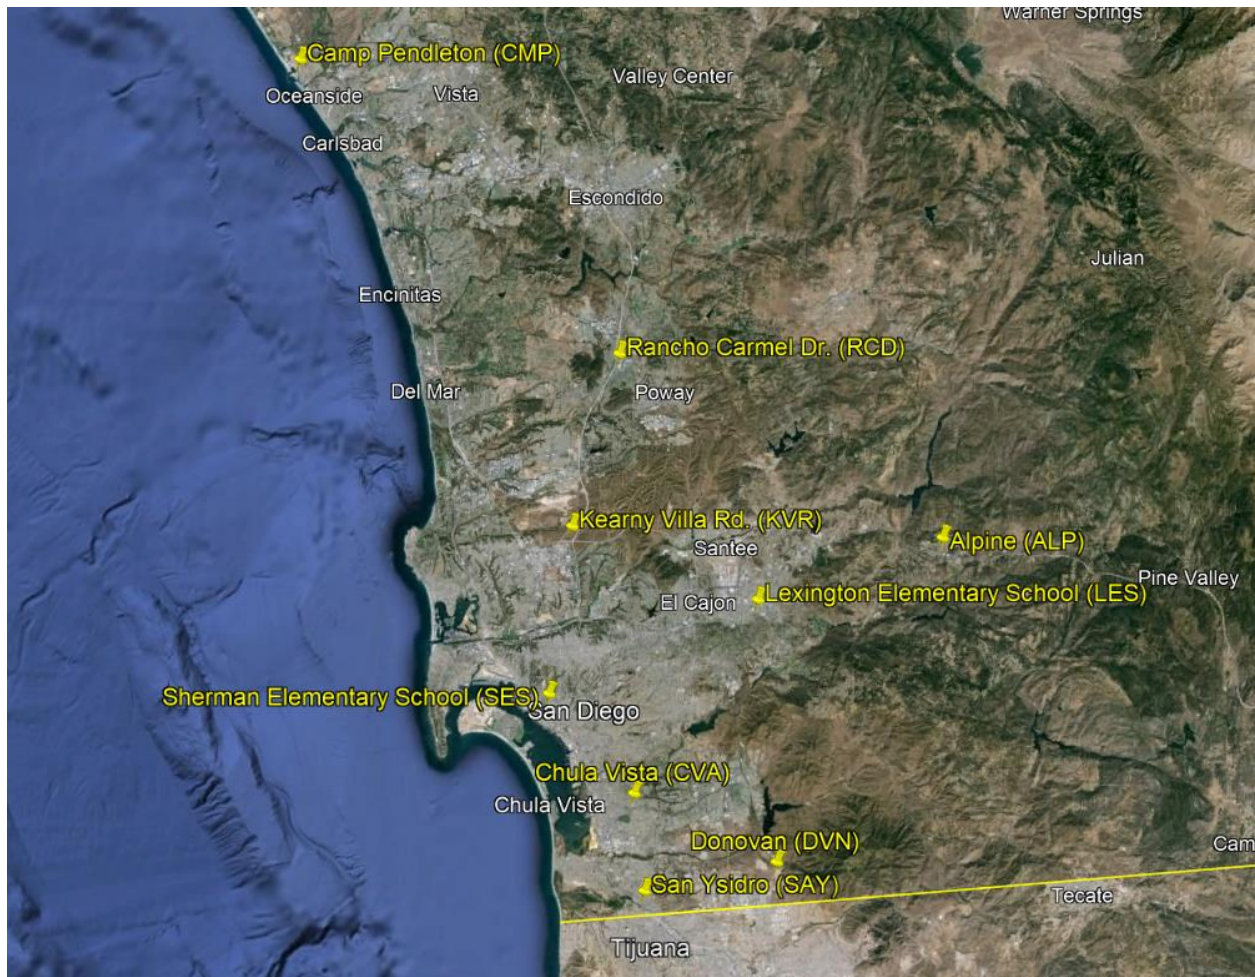 Warner Springs
Camp Pendleton (CMP)
Valley Center
Oceanside
Vista
Carlsbad
Escondido
Julian
Encinitas
Rancho Carmel Dr. (RCD)
Del Mar
Poway
Kearny Villa Rd. (KVR)
Santee
Alpine (ALP)
Pine Valley
Lexington Elementary School (LES)
El Cajon
Sherman Elementary School (SES)
San Diego
Chula Vista (CVA)
Chula Vista
Donovan (DVN)
Cam
San Ysidro (SAY)
Tecate
Tijuana